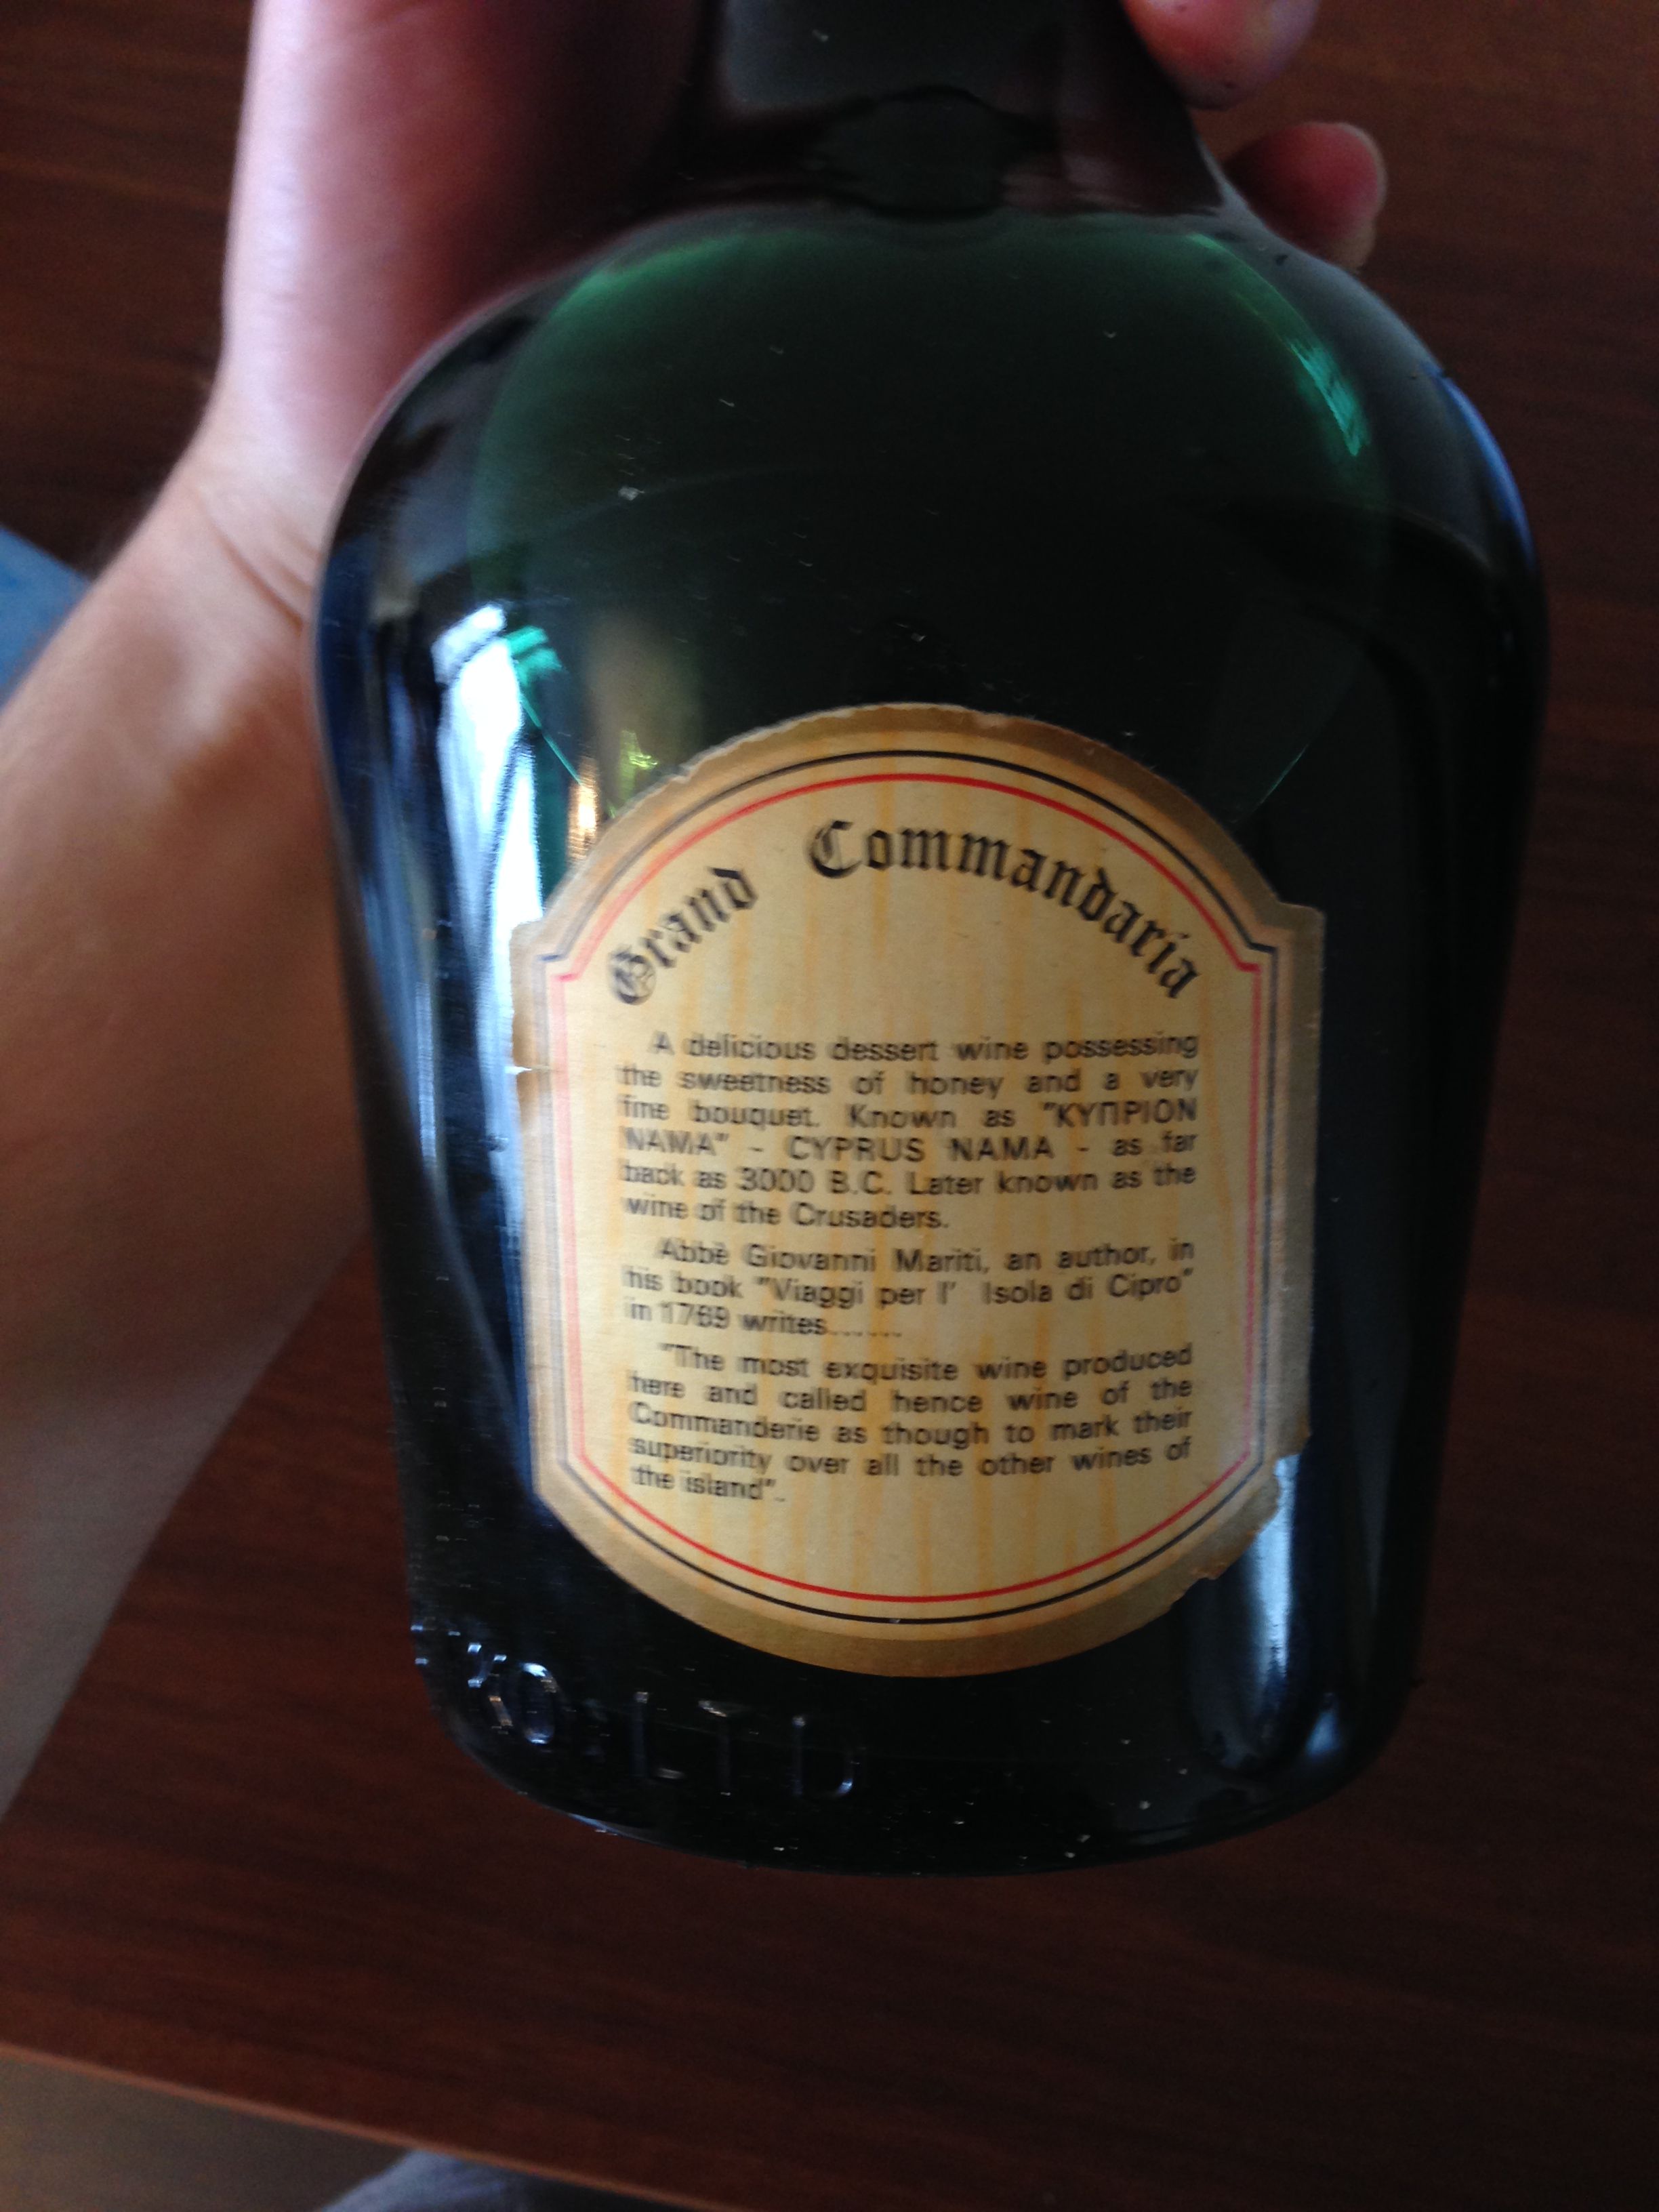 Grand Commandaria
A delicious dessert wine possessing
the sweetness of honey and a very
fine bouquet. Known as "ΚΥΠΡΙΟΝ
ΝΑΜΑ" - CYPRUS NAMA - as far
back as 3000 B.C. Later known as the
wine of the Crusaders.
Abbè Giovanni Mariti, an author, in
his book "Viaggi per l' Isola di Cipro"
in 1769 writes.......
"The most exquisite wine produced
here and called hence wine of the
Commanderie as though to mark their
superiority over all the other wines of
the island".
LTD